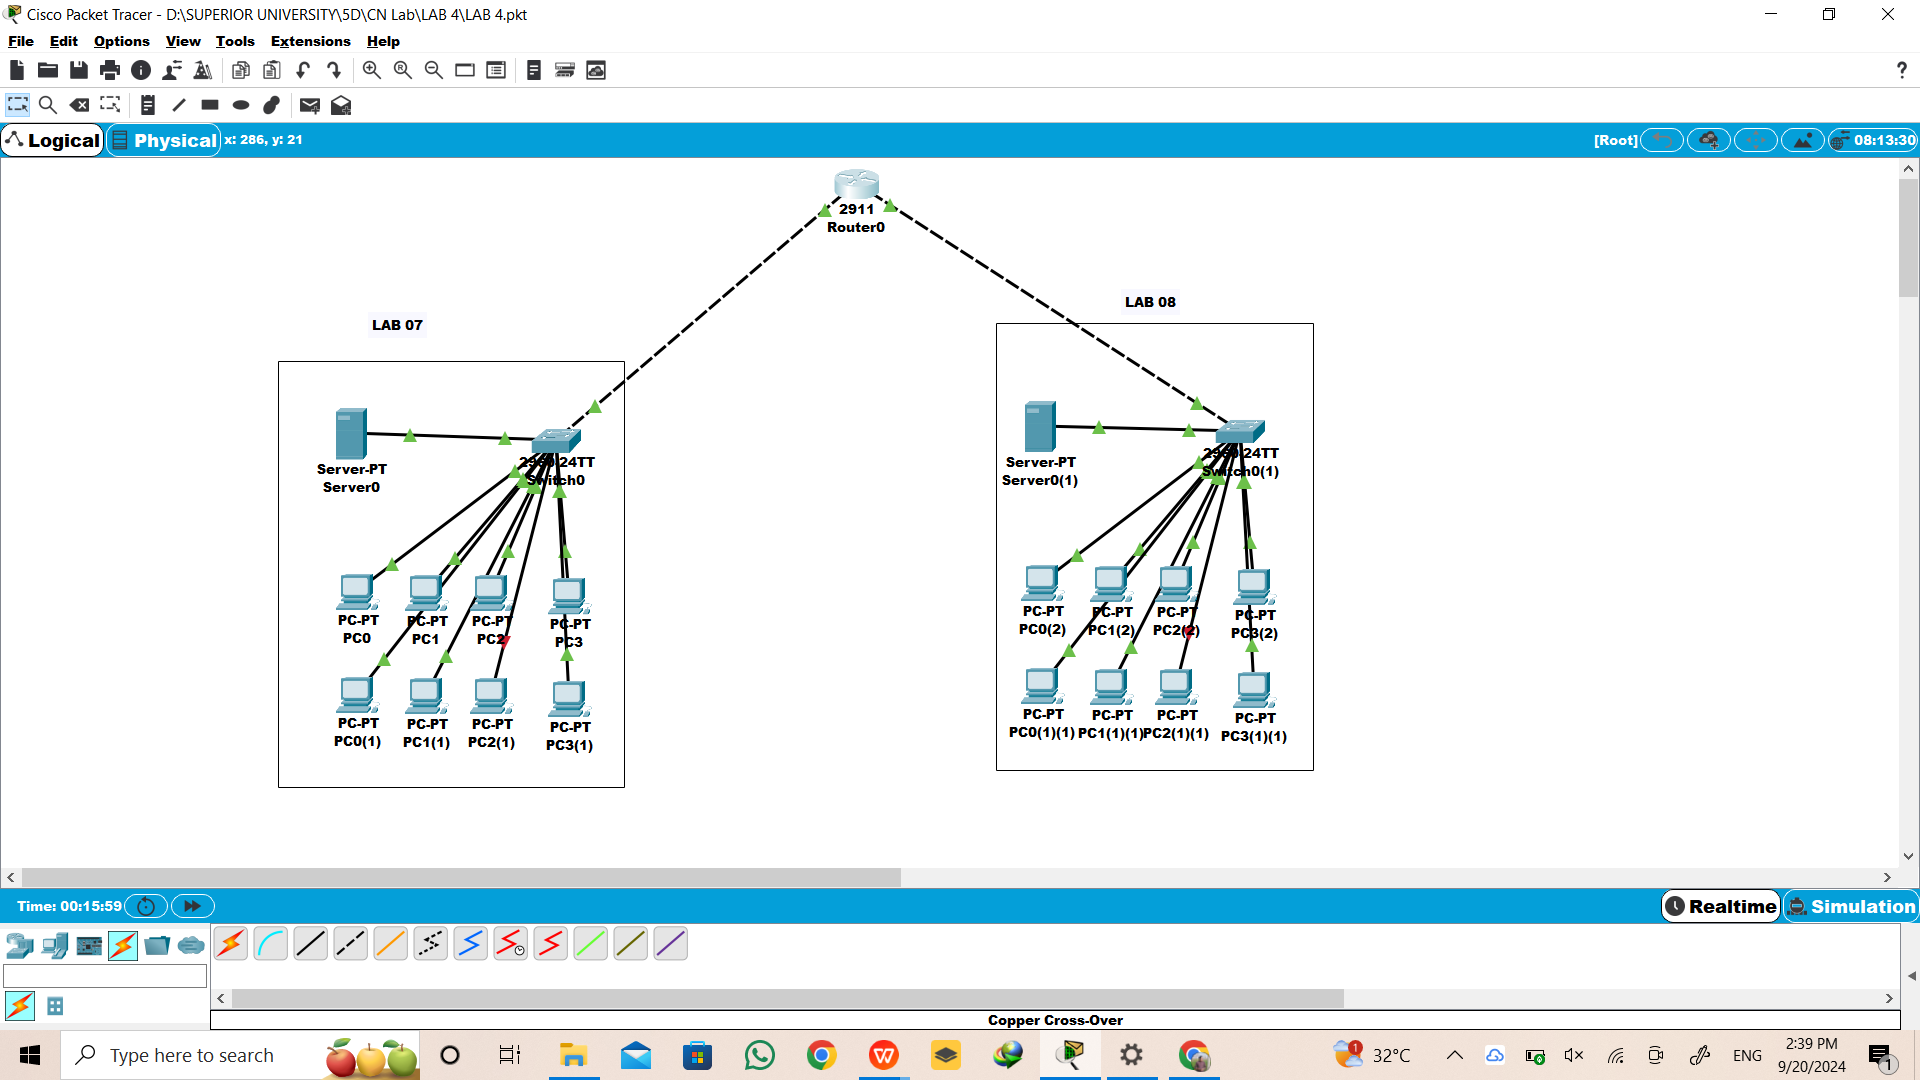 Cisco Packet Tracer - D:\SUPERIOR UNIVERSITY\5D\CN Lab\LAB 4\LAB 4.pkt
File Edit Options View Tools Extensions Help
Logical Physical x: 286, y: 21 [Root] 08:13:30
2911
Router0
LAB 07
LAB 08
Server-PT
Server0
2960-24TT
Switch0
PC-PT
PC0
PC-PT
PC1
PC-PT
PC2
PC-PT
PC3
PC-PT
PC0(1)
PC-PT
PC1(1)
PC-PT
PC2(1)
PC-PT
PC3(1)
Server-PT
Server0(1)
2960-24TT
Switch0(1)
PC-PT
PC0(2)
PC-PT
PC1(2)
PC-PT
PC2(2)
PC-PT
PC3(2)
PC-PT
PC0(1)(1)
PC-PT
PC1(1)(1)
PC-PT
PC2(1)(1)
PC-PT
PC3(1)(1)
Time: 00:15:59 Realtime Simulation
Copper Cross-Over
Type here to search
1 32°C ENG 2:39 PM
9/20/2024 1